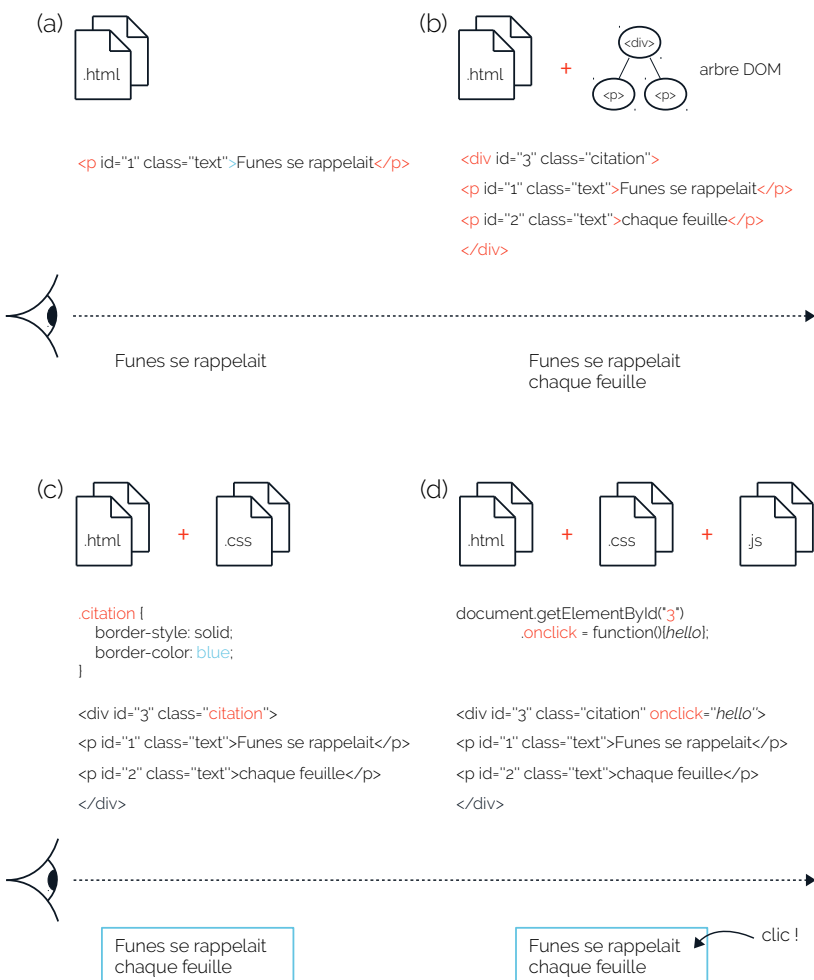 (a)
.html
<p id="1" class="text">Funes se rappelait</p>
(b)
.html
+
<div>
<p>
<p>
arbre DOM
<div id="3" class="citation">
<p id="1" class="text">Funes se rappelait</p>
<p id="2" class="text">chaque feuille</p>
</div>
Funes se rappelait
Funes se rappelait
chaque feuille
(c)
.html
+
.css
.citation {
border-style: solid;
border-color: blue;
}
<div id="3" class="citation">
<p id="1" class="text">Funes se rappelait</p>
<p id="2" class="text">chaque feuille</p>
</div>
(d)
.html
+
.css
+
.js
document.getElementById("3")
.onclick = function(){hello};
<div id="3" class="citation" onclick="hello">
<p id="1" class="text">Funes se rappelait</p>
<p id="2" class="text">chaque feuille</p>
</div>
Funes se rappelait
chaque feuille
Funes se rappelait
chaque feuille
clic !